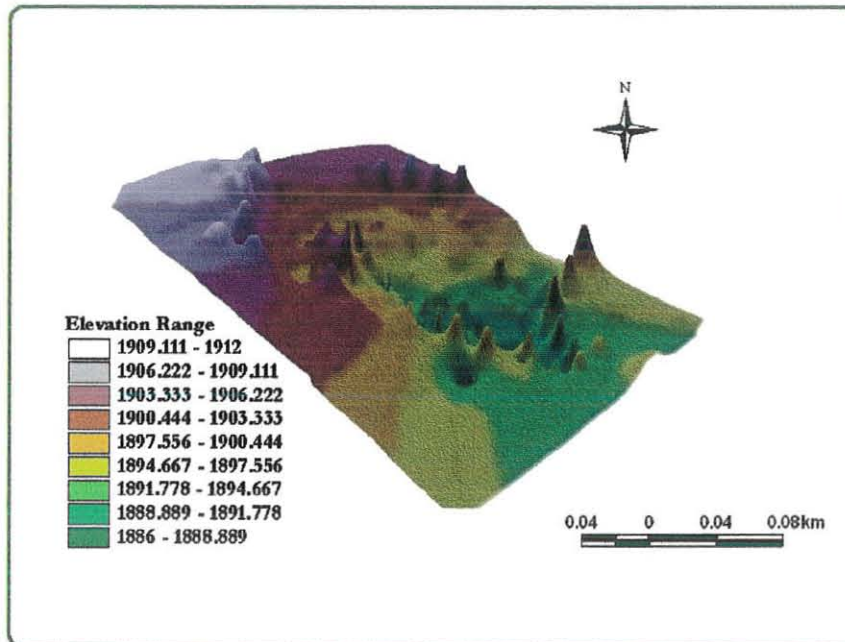 N
Elevation Range
1909.111 - 1912
1906.222 - 1909.111
1903.333 - 1906.222
1900.444 - 1903.333
1897.556 - 1900.444
1894.667 - 1897.556
1891.778 - 1894.667
1888.889 - 1891.778
1886 - 1888.889
0.04 0 0.04 0.08km